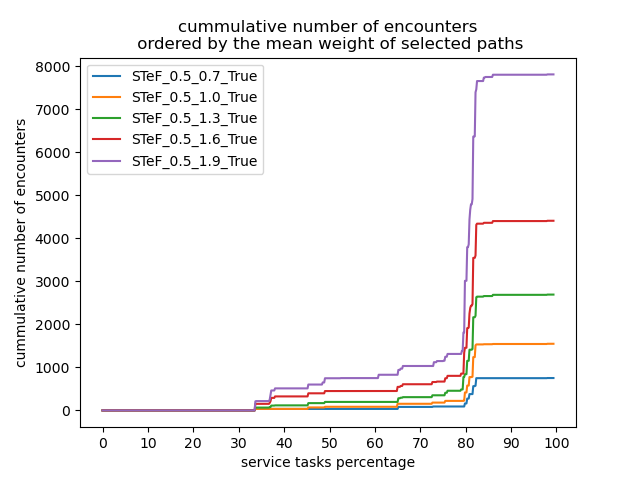 cummulative number of encounters
ordered by the mean weight of selected paths
STeF_0.5_0.7_True
STeF_0.5_1.0_True
STeF_0.5_1.3_True
STeF_0.5_1.6_True
STeF_0.5_1.9_True
cummulative number of encounters
8000
7000
6000
5000
4000
3000
2000
1000
0
0 10 20 30 40 50 60 70 80 90 100
service tasks percentage